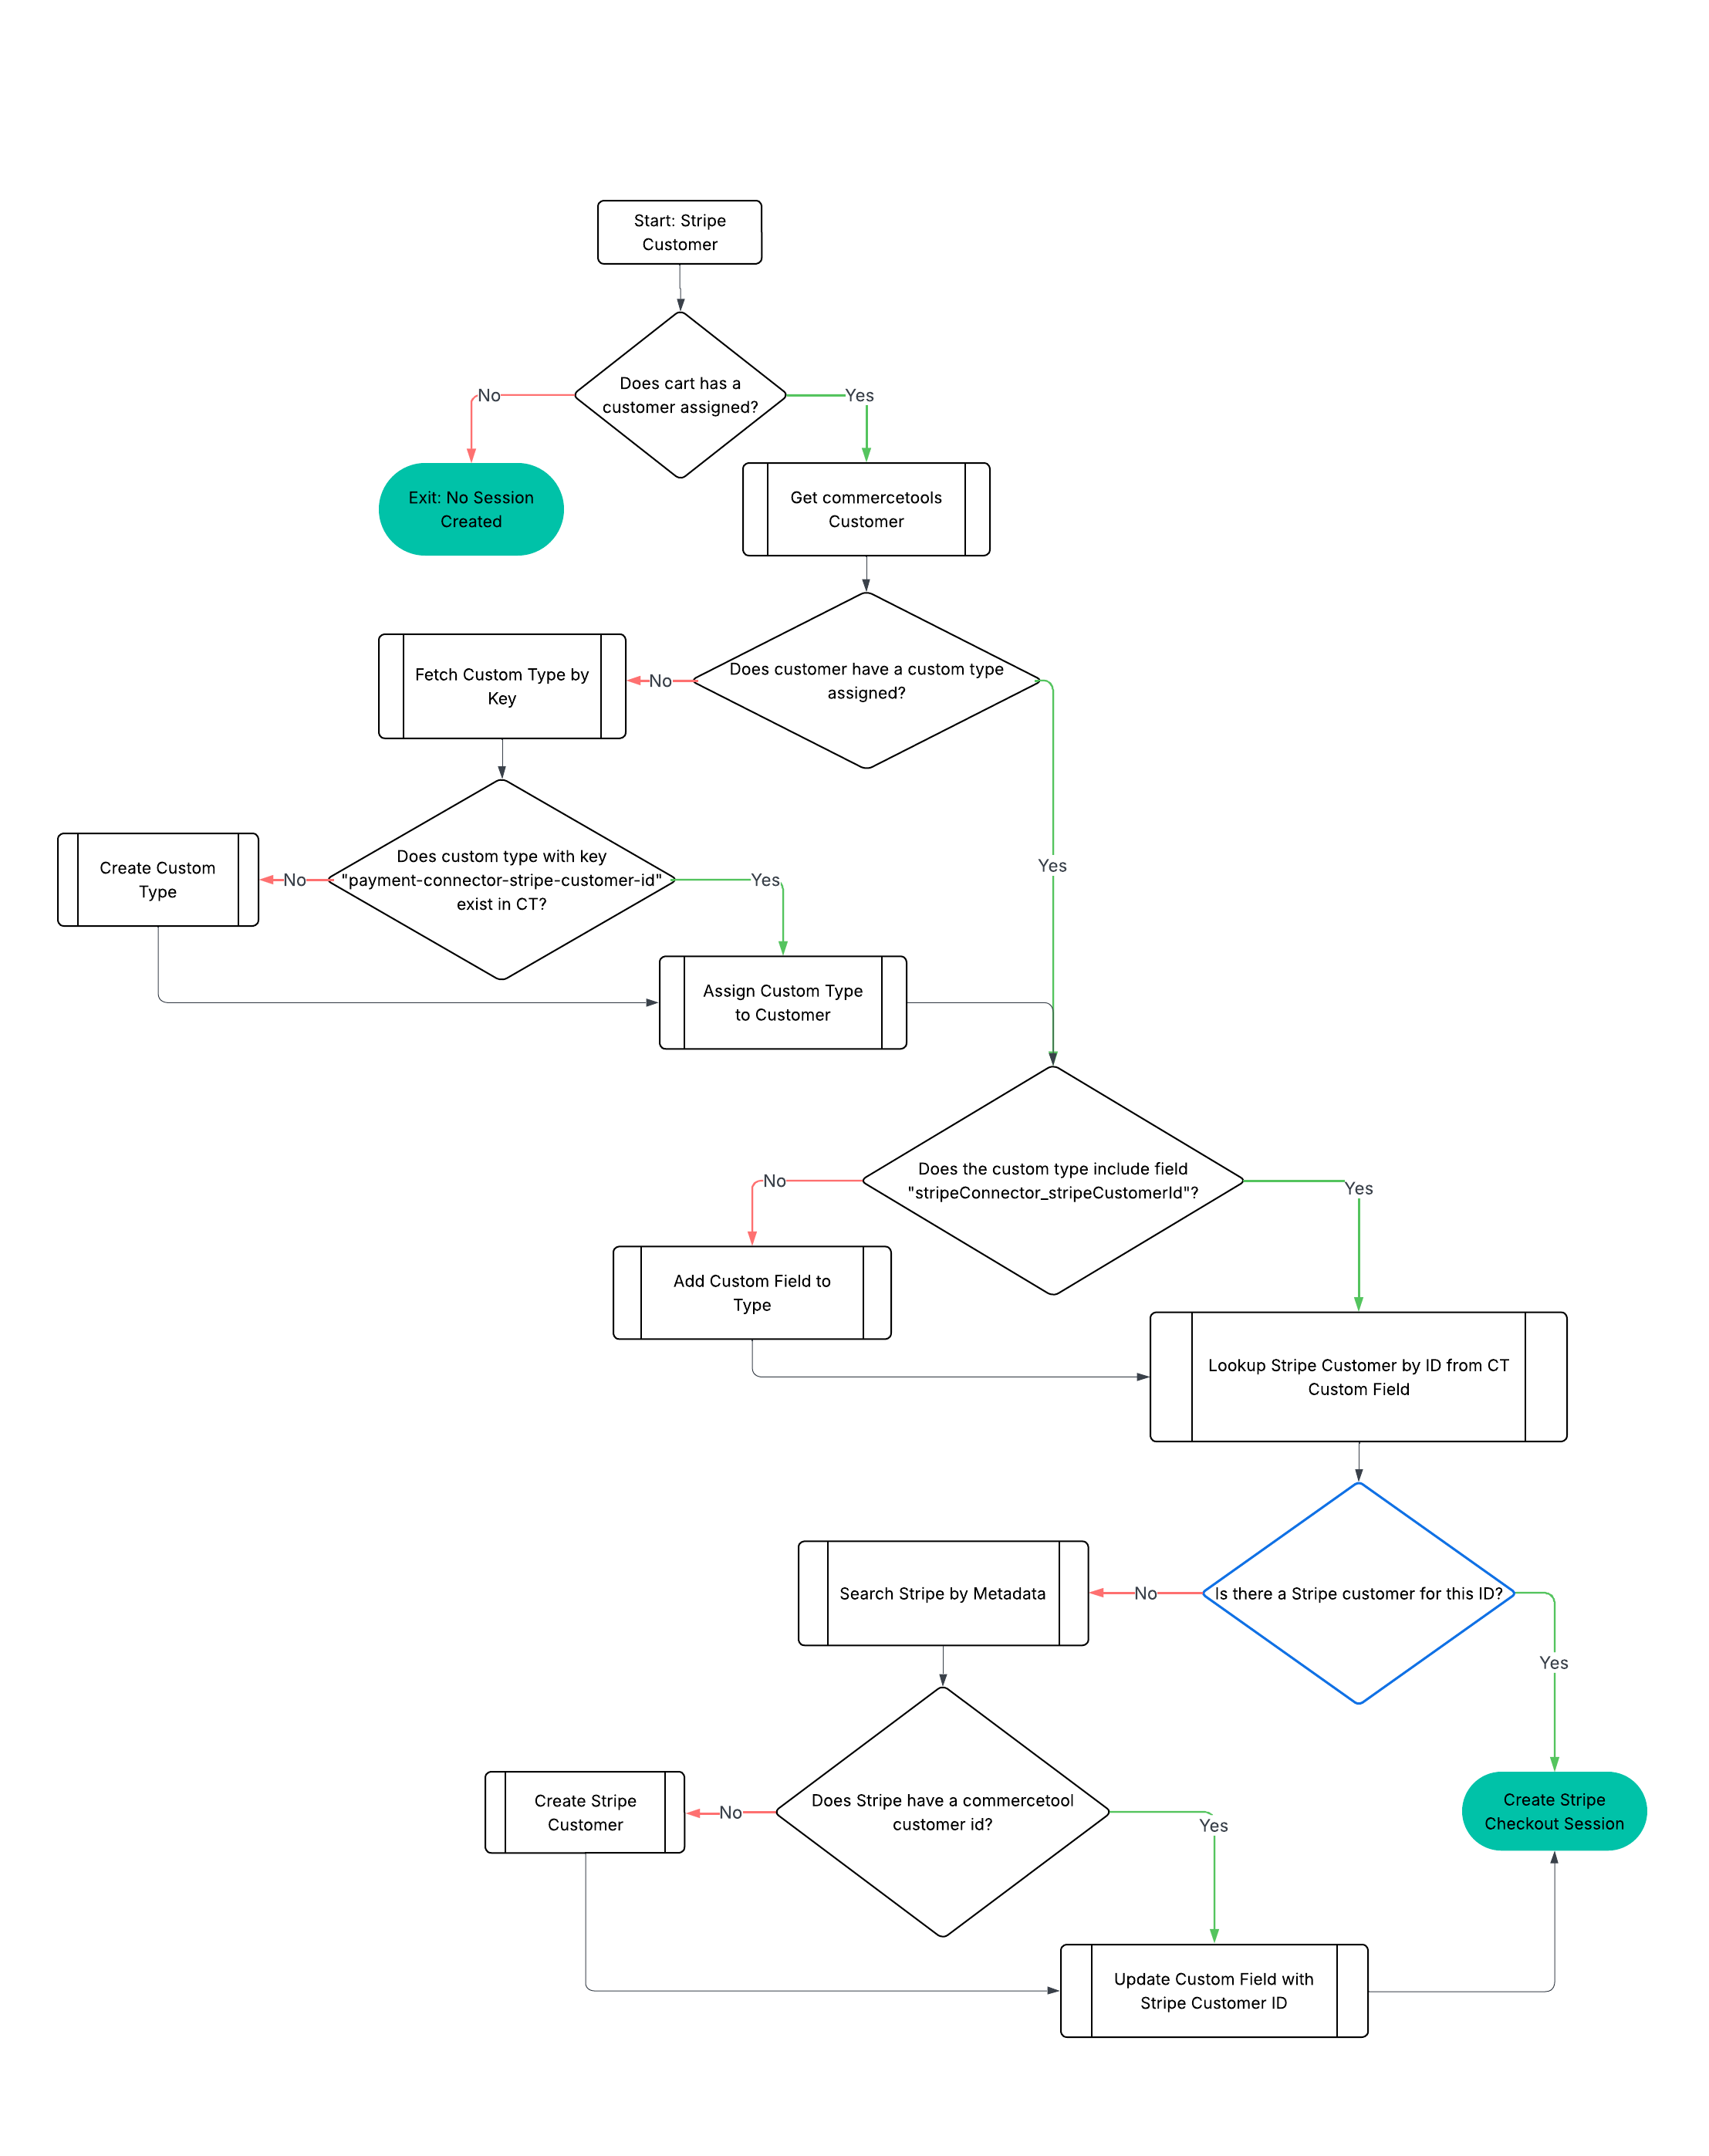 Start: Stripe
Customer
Does cart has a
customer assigned?
No
Yes
Exit: No Session
Created
Get commercetools
Customer
Does customer have a custom type
assigned?
No
Yes
Fetch Custom Type by
Key
Does custom type with key
"payment-connector-stripe-customer-id"
exist in CT?
No
Yes
Create Custom
Type
Assign Custom Type
to Customer
Does the custom type include field
"stripeConnector_stripeCustomerId"?
No
Yes
Add Custom Field to
Type
Lookup Stripe Customer by ID from CT
Custom Field
Is there a Stripe customer for this ID?
No
Yes
Search Stripe by Metadata
Does Stripe have a commercetool
customer id?
No
Yes
Create Stripe
Customer
Create Stripe
Checkout Session
Update Custom Field with
Stripe Customer ID